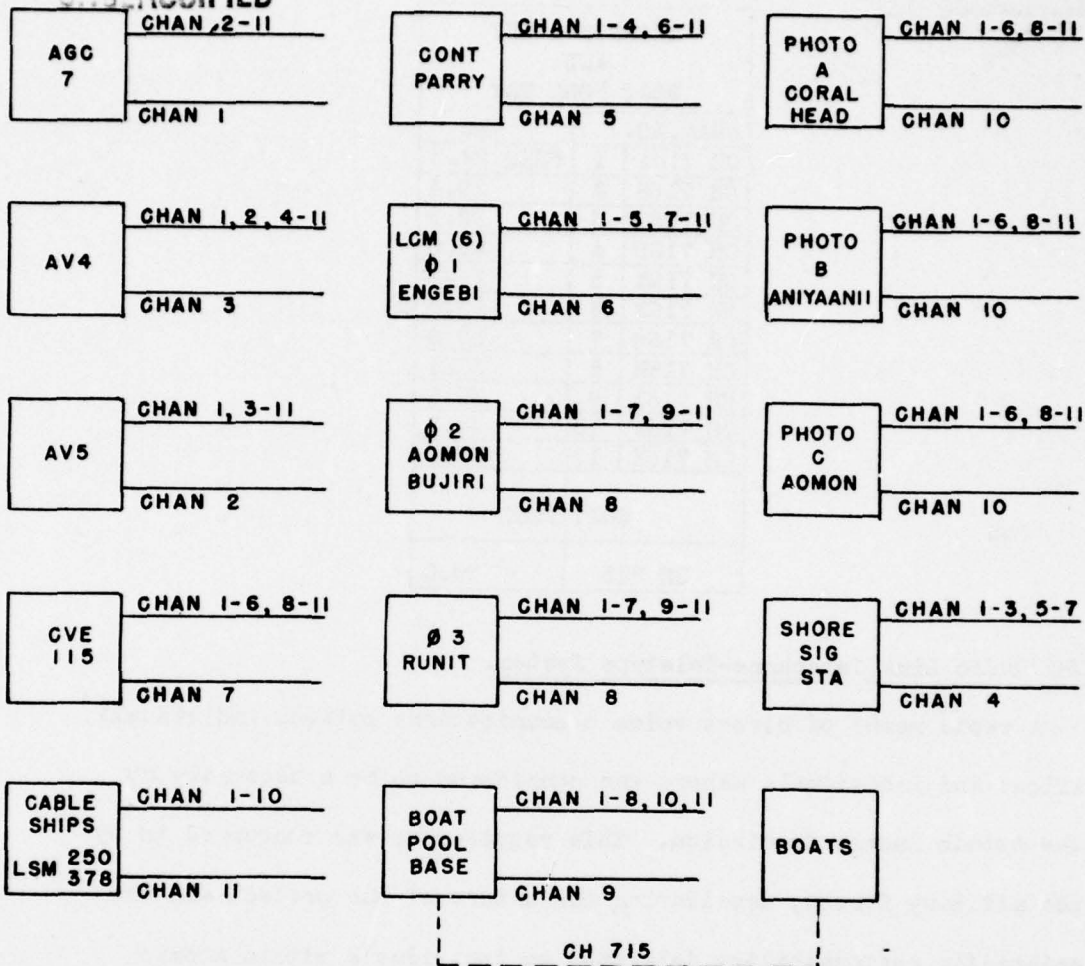 AGC
7
CHAN 2-11
CHAN 1
CONT
PARRY
CHAN 1-4, 6-11
CHAN 5
PHOTO
A
CORAL
HEAD
CHAN 1-6, 8-11
CHAN 10
AV4
CHAN 1, 2, 4-11
CHAN 3
LCM (6)
ϕ 1
ENGEBI
CHAN 1-5, 7-11
CHAN 6
PHOTO
B
ANIYAANII
CHAN 1-6, 8-11
CHAN 10
AV5
CHAN 1, 3-11
CHAN 2
ϕ 2
AOMON
BUJIRI
CHAN 1-7, 9-11
CHAN 8
PHOTO
C
AOMON
CHAN 1-6, 8-11
CHAN 10
CVE
115
CHAN 1-6, 8-11
CHAN 7
Ø 3
RUNIT
CHAN 1-7, 9-11
CHAN 8
SHORE
SIG
STA
CHAN 1-3, 5-7
CHAN 4
CABLE
SHIPS
LSM 250
378
CHAN 1-10
CHAN 11
BOAT
POOL
BASE
CHAN 1-8, 10, 11
CHAN 9
BOATS
CH 715